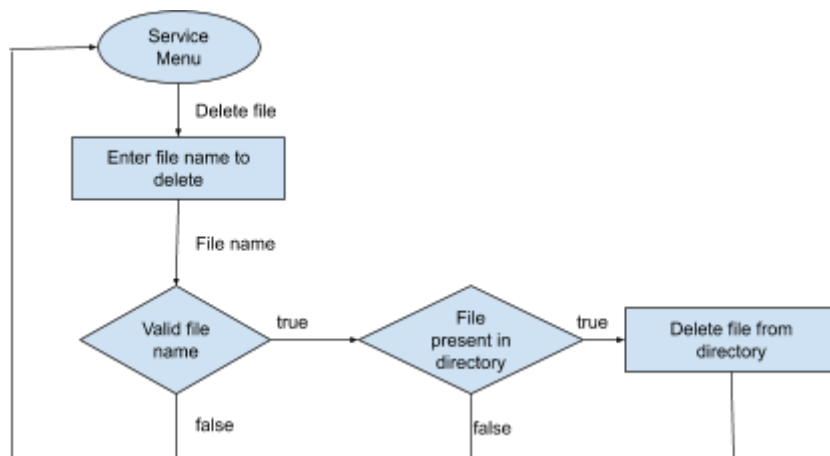 Service
Menu
Delete file
Enter file name to
delete
File name
Valid file
name
true
File
present in
directory
true
Delete file from
directory
false
false